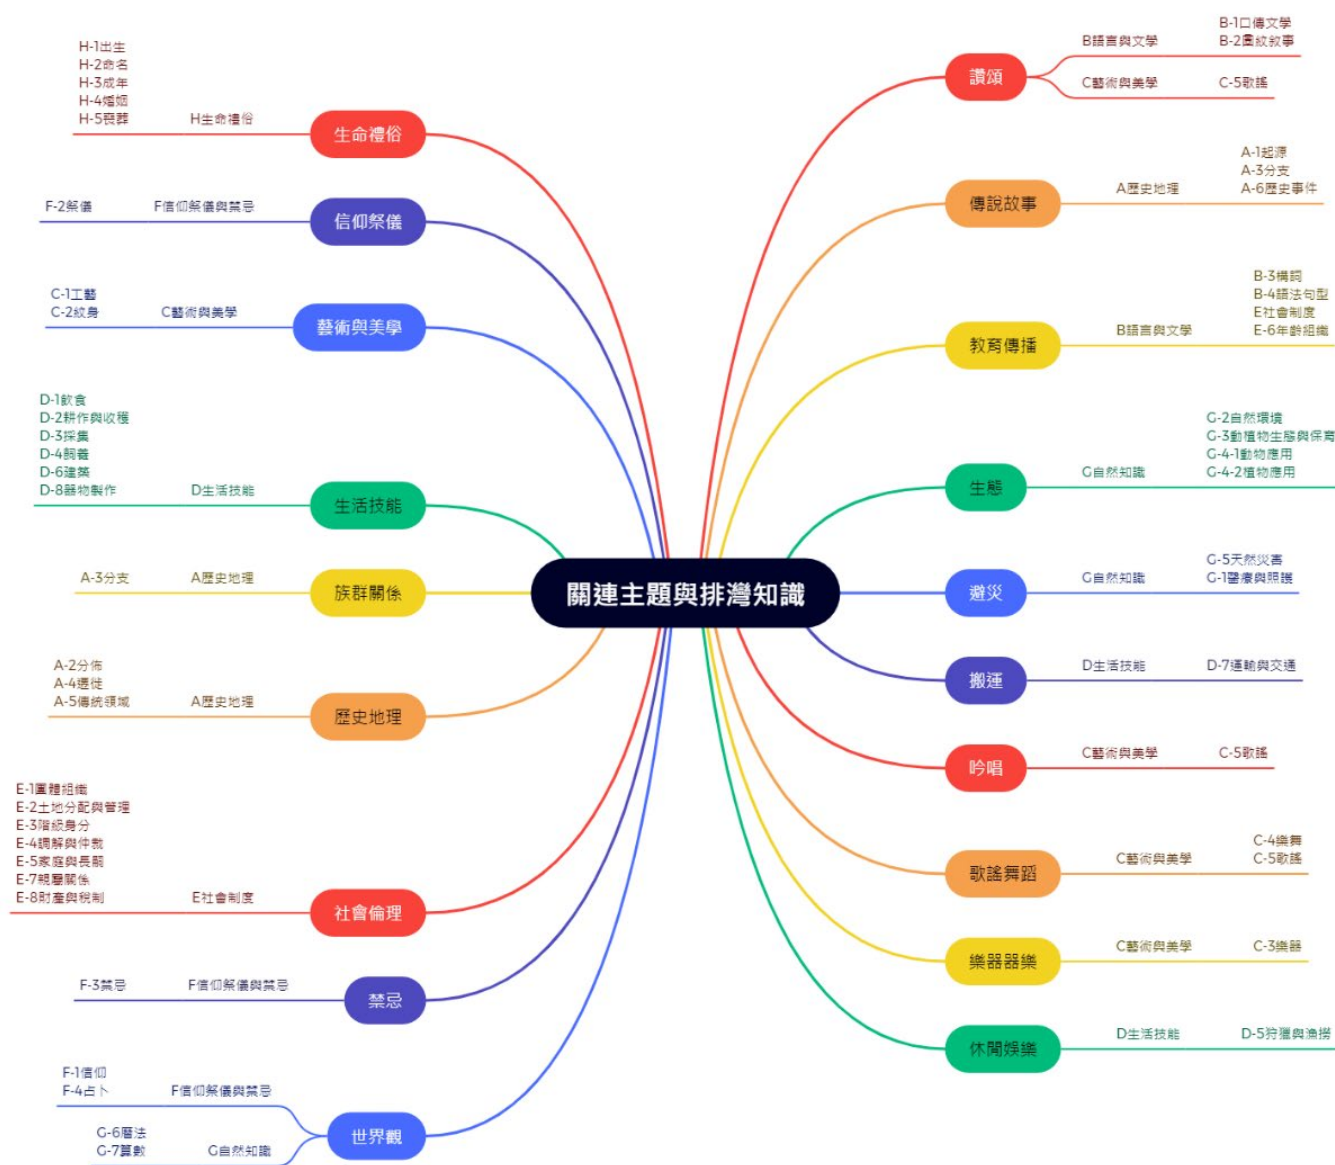 關連主題與排灣知識
讚頌
B語言與文學
B-1口傳文學
B-2圖紋敘事
C藝術與美學
C-5歌謠
傳說故事
A歷史地理
A-1起源
A-3分支
A-6歷史事件
教育傳播
B語言與文學
B-3構詞
B-4語法句型
E社會制度
E-6年齡組織
生態
G自然知識
G-2自然環境
G-3動植物生態與保育
G-4-1動物應用
G-4-2植物應用
避災
G自然知識
G-5天然災害
G-1醫療與照護
搬運
D生活技能
D-7運輸與交通
吟唱
C藝術與美學
C-5歌謠
歌謠舞蹈
C藝術與美學
C-4樂舞
C-5歌謠
樂器器樂
C藝術與美學
C-3樂器
休閒娛樂
D生活技能
D-5狩獵與漁撈
生命禮俗
H生命禮俗
H-1出生
H-2命名
H-3成年
H-4婚姻
H-5喪葬
信仰祭儀
F信仰祭儀與禁忌
F-2祭儀
藝術與美學
C藝術與美學
C-1工藝
C-2紋身
生活技能
D生活技能
D-1飲食
D-2耕作與收穫
D-3採集
D-4飼養
D-6建築
D-8器物製作
族群關係
A歷史地理
A-3分支
歷史地理
A歷史地理
A-2分佈
A-4遷徙
A-5傳統領域
社會倫理
E社會制度
E-1團體組織
E-2土地分配與管理
E-3階級身分
E-4調解與仲裁
E-5家庭與長嗣
E-7親屬關係
E-8財產與稅制
禁忌
F信仰祭儀與禁忌
F-3禁忌
世界觀
F信仰祭儀與禁忌
F-1信仰
F-4占卜
G自然知識
G-6曆法
G-7算數